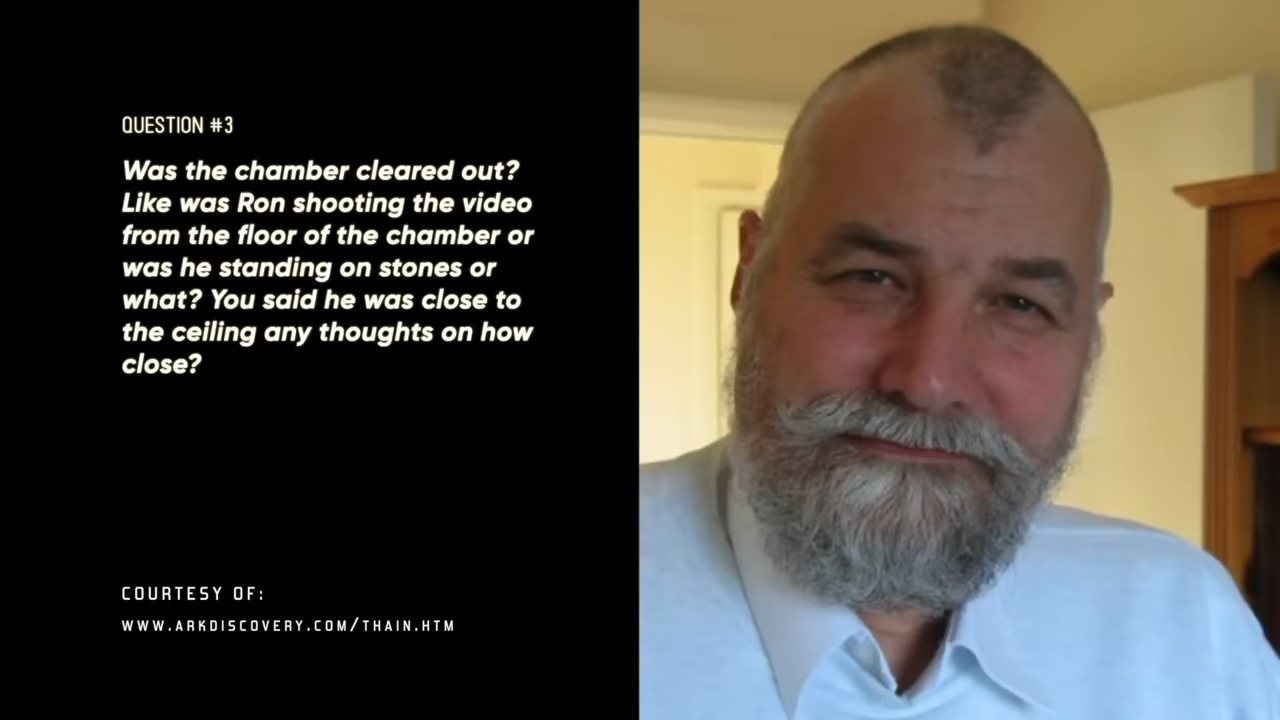 QUESTION #3
Was the chamber cleared out?
Like was Ron shooting the video
from the floor of the chamber or
was he standing on stones or
what? You said he was close to
the ceiling any thoughts on how
close?
COURTESY OF:
WWW.ARKDISCOVERY.COM/THAIN.HTM